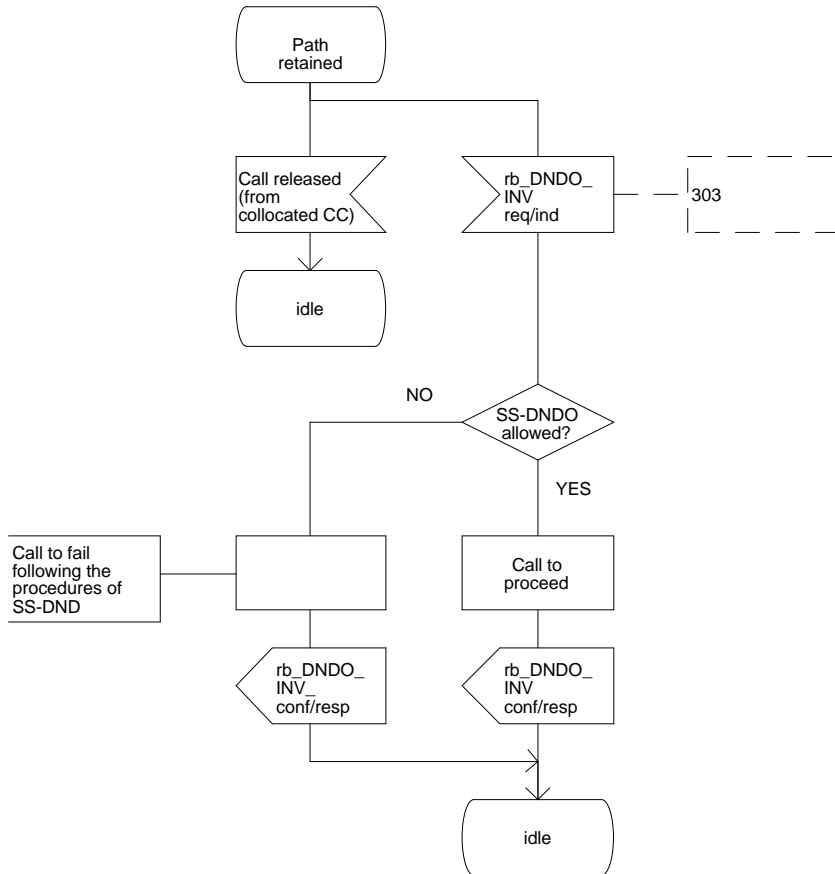 Path
retained
Call released
(from
collocated CC)
rb_DNDO_
INV
req/ind
303
idle
NO
SS-DNDO
allowed?
YES
Call to fail
following the
procedures of
SS-DND
Call to
proceed
rb_DNDO_
INV_
conf/resp
rb_DNDO_
INV
conf/resp
idle